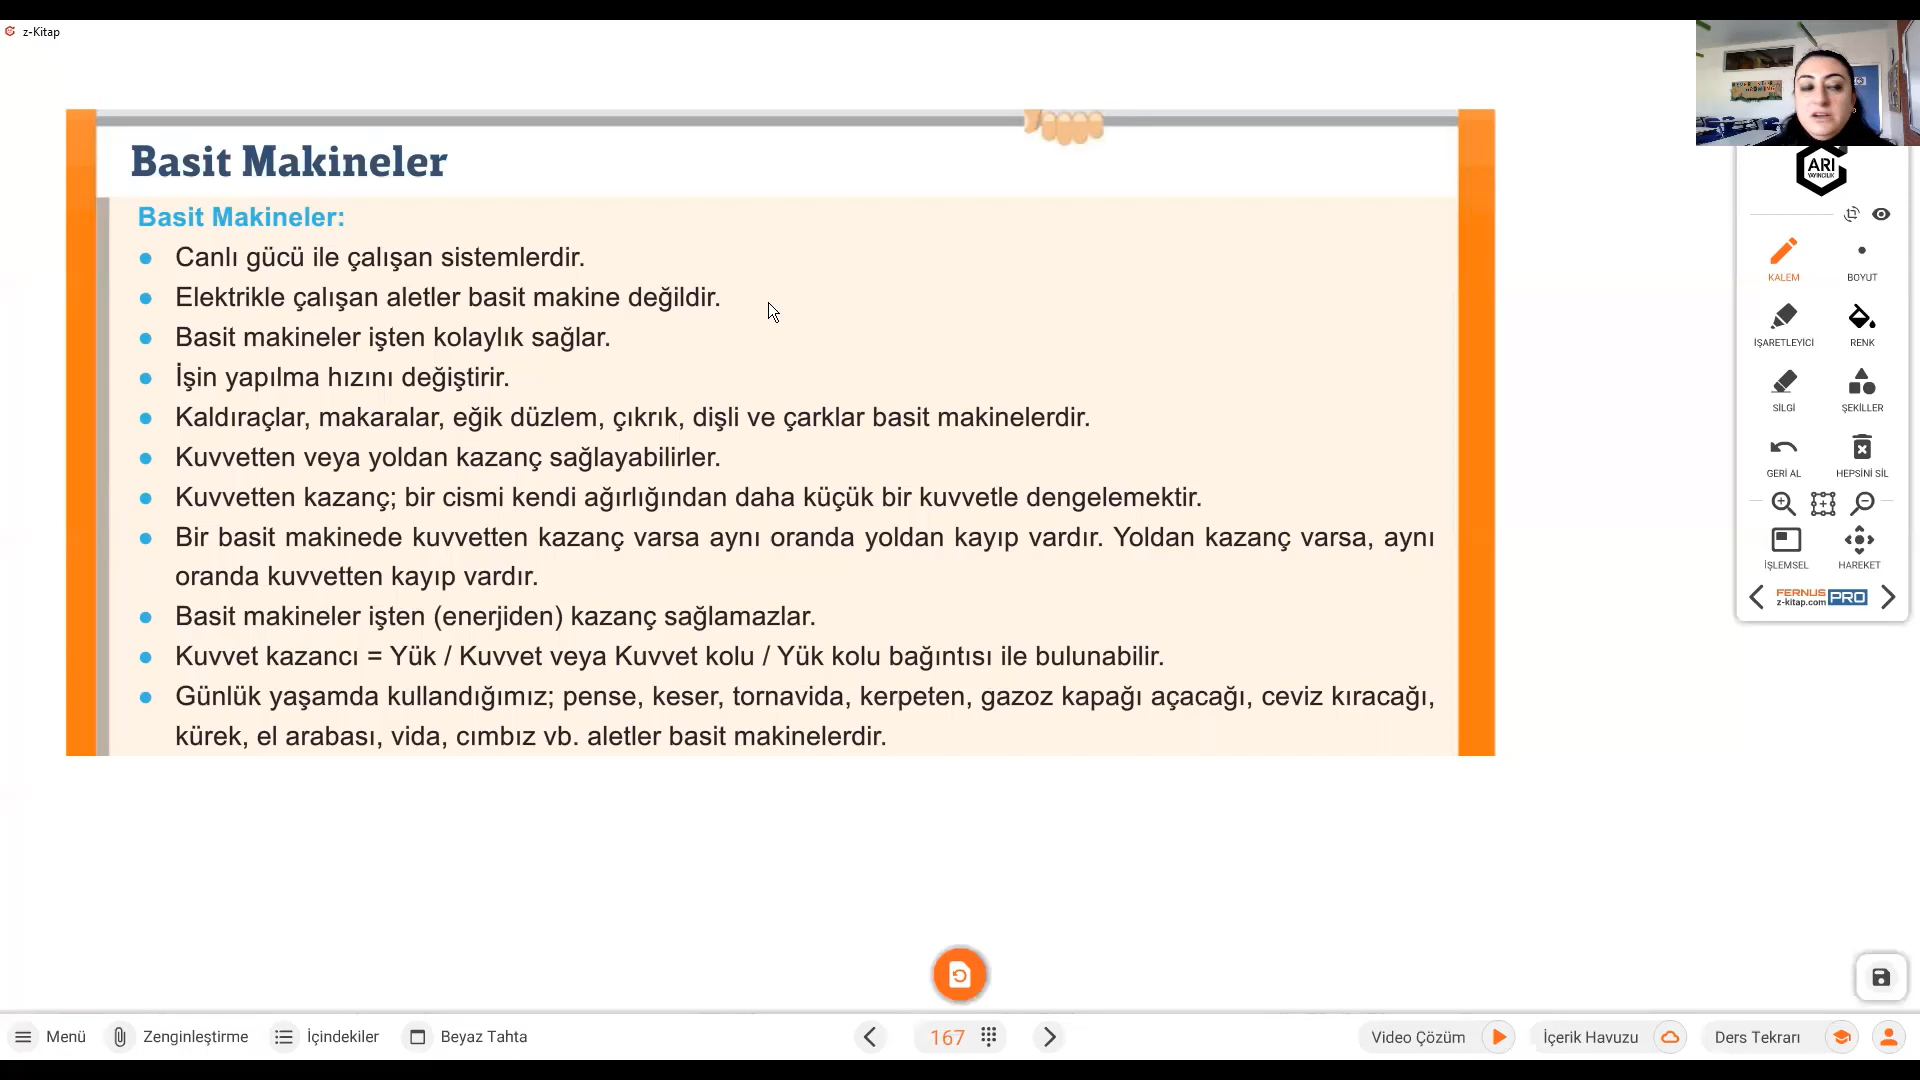 z-Kitap
Basit Makineler
Basit Makineler:
Canlı gücü ile çalışan sistemlerdir.
Elektrikle çalışan aletler basit makine değildir.
Basit makineler işten kolaylık sağlar.
İşin yapılma hızını değiştirir.
Kaldıraçlar, makaralar, eğik düzlem, çıkrık, dişli ve çarklar basit makinelerdir.
Kuvvetten veya yoldan kazanç sağlayabilirler.
Kuvvetten kazanç; bir cismi kendi ağırlığından daha küçük bir kuvvetle dengelemektir.
Bir basit makinede kuvvetten kazanç varsa aynı oranda yoldan kayıp vardır. Yoldan kazanç varsa, aynı
oranda kuvvetten kayıp vardır.
Basit makineler işten (enerjiden) kazanç sağlamazlar.
Kuvvet kazancı = Yük / Kuvvet veya Kuvvet kolu / Yük kolu bağıntısı ile bulunabilir.
Günlük yaşamda kullandığımız; pense, keser, tornavida, kerpeten, gazoz kapağı açacağı, ceviz kıracağı,
kürek, el arabası, vida, cımbız vb. aletler basit makinelerdir.
ARI
YAYINCILIK
KALEM BOYUT
İŞARETLEYİCİ RENK
SİLGİ ŞEKİLLER
GERİ AL HEPSİNİ SİL
İŞLEMSEL HAREKET
FERNUS PRO
z-kitap.com
Menü Zenginleştirme İçindekiler Beyaz Tahta 167 Video Çözüm İçerik Havuzu Ders Tekrarı